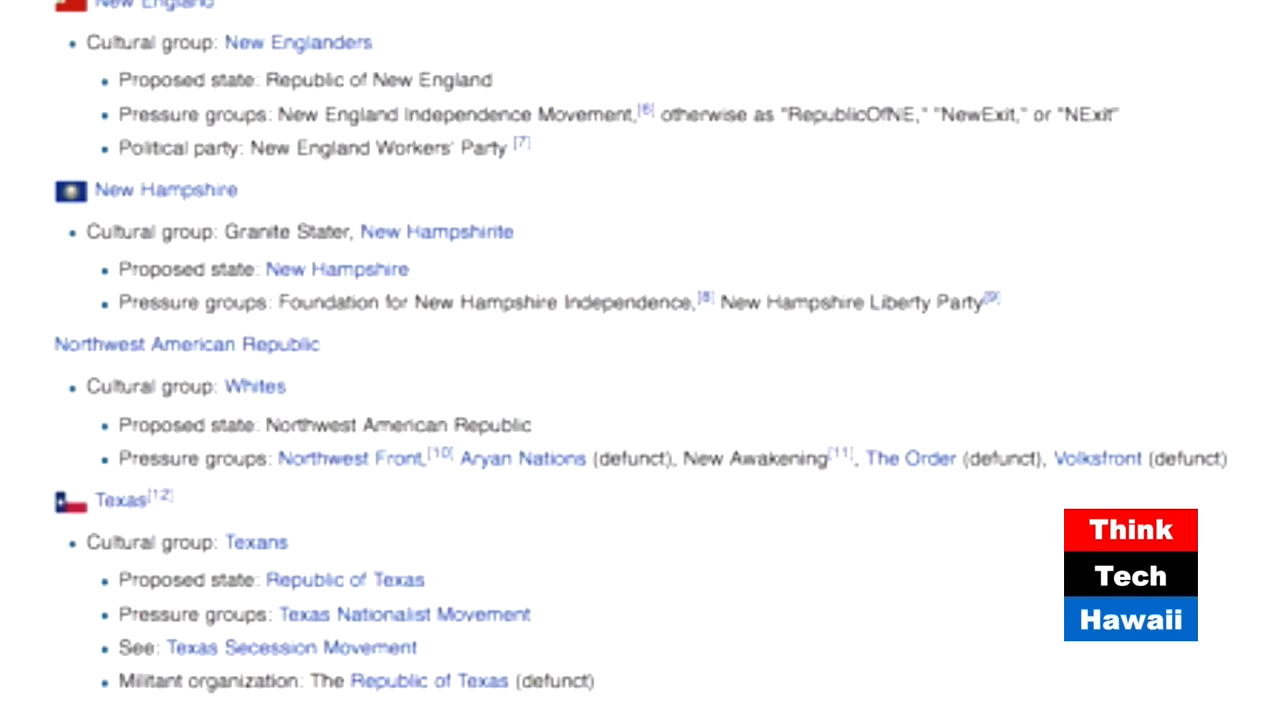 New England
Cultural group: New Englanders
Proposed state: Republic of New England
Pressure groups: New England Independence Movement,[6] otherwise as "RepublicOfNE," "NewExit," or "NExit"
Political party: New England Workers' Party [7]
New Hampshire
Cultural group: Granite Stater, New Hampshirite
Proposed state: New Hampshire
Pressure groups: Foundation for New Hampshire Independence,[8] New Hampshire Liberty Party[9]
Northwest American Republic
Cultural group: Whites
Proposed state: Northwest American Republic
Pressure groups: Northwest Front,[10] Aryan Nations (defunct), New Awakening[11], The Order (defunct), Volksfront (defunct)
Texas[12]
Cultural group: Texans
Proposed state: Republic of Texas
Pressure groups: Texas Nationalist Movement
See: Texas Secession Movement
Militant organization: The Republic of Texas (defunct)
Think
Tech
Hawaii